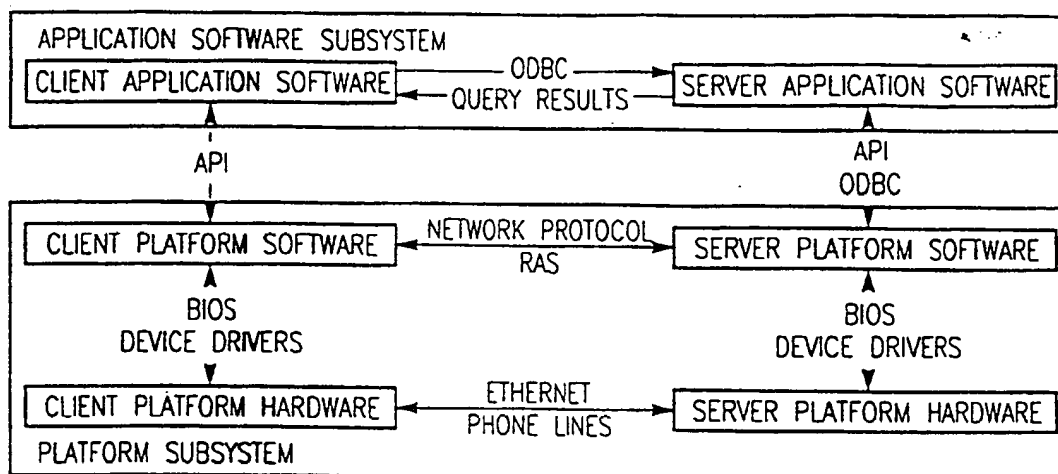 APPLICATION SOFTWARE SUBSYSTEM
CLIENT APPLICATION SOFTWARE
ODBC
QUERY RESULTS
SERVER APPLICATION SOFTWARE
API
API
ODBC
CLIENT PLATFORM SOFTWARE
NETWORK PROTOCOL
RAS
SERVER PLATFORM SOFTWARE
BIOS
DEVICE DRIVERS
BIOS
DEVICE DRIVERS
CLIENT PLATFORM HARDWARE
ETHERNET
PHONE LINES
SERVER PLATFORM HARDWARE
PLATFORM SUBSYSTEM